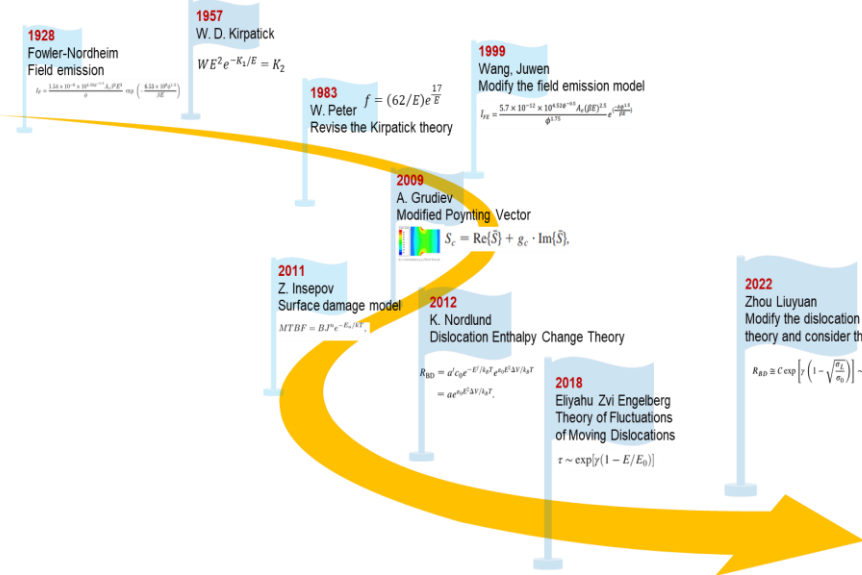 1928
Fowler-Nordheim
Field emission
1957
W. D. Kirpatick
WE²e^{-K₁/E} = K₂
1983
W. Peter
f = (62/E)e^{17/E}
Revise the Kirpatick theory
1999
Wang, Juwen
Modify the field emission model
2009
A. Grudiev
Modified Poynting Vector
S_c = Re{S̄} + g_c · Im{S̄},
2011
Z. Insepov
Surface damage model
2012
K. Nordlund
Dislocation Enthalpy Change Theory
2018
Eliyahu Zvi Engelberg
Theory of Fluctuations
of Moving Dislocations
τ ~ exp[γ(1 − E/E₀)]
2022
Zhou Liuyuan
Modify the dislocation
theory and consider th